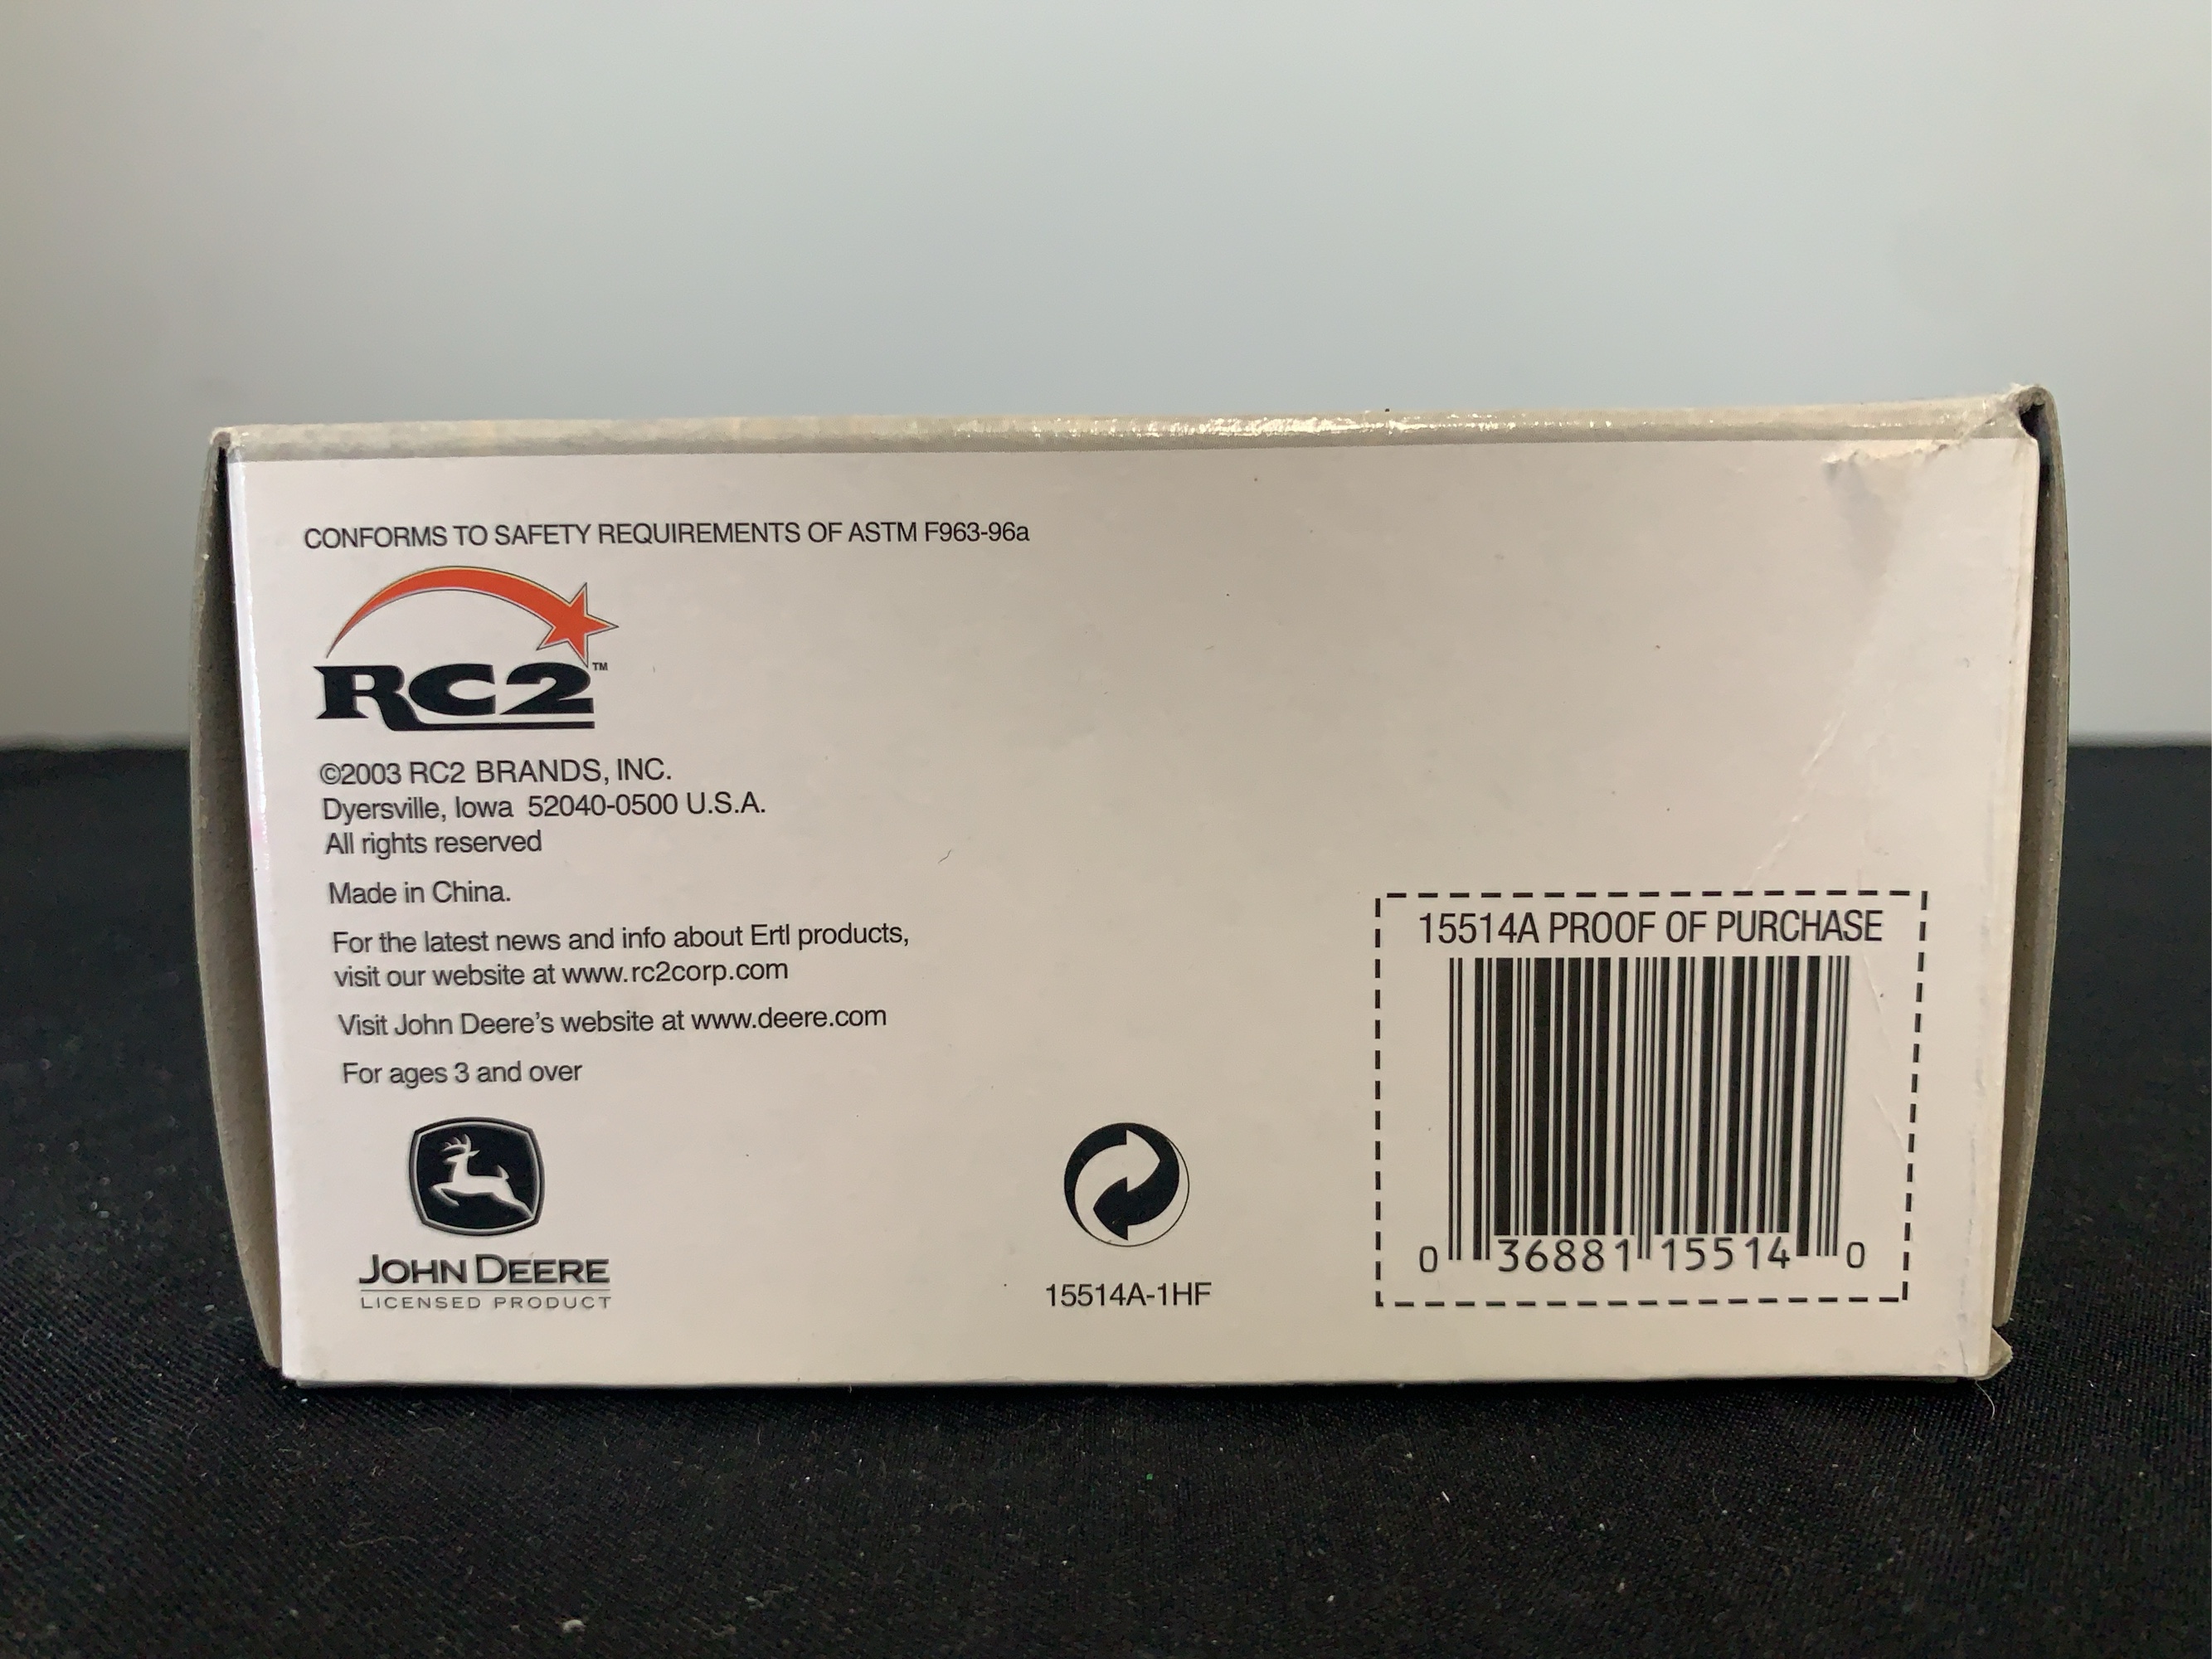 CONFORMS TO SAFETY REQUIREMENTS OF ASTM F963-96a
RC2™
©2003 RC2 BRANDS, INC.
Dyersville, Iowa 52040-0500 U.S.A.
All rights reserved
Made in China.
For the latest news and info about Ertl products,
visit our website at www.rc2corp.com
Visit John Deere's website at www.deere.com
For ages 3 and over
JOHN DEERE
LICENSED PRODUCT
15514A-1HF
15514A PROOF OF PURCHASE
0 36881 15514 0